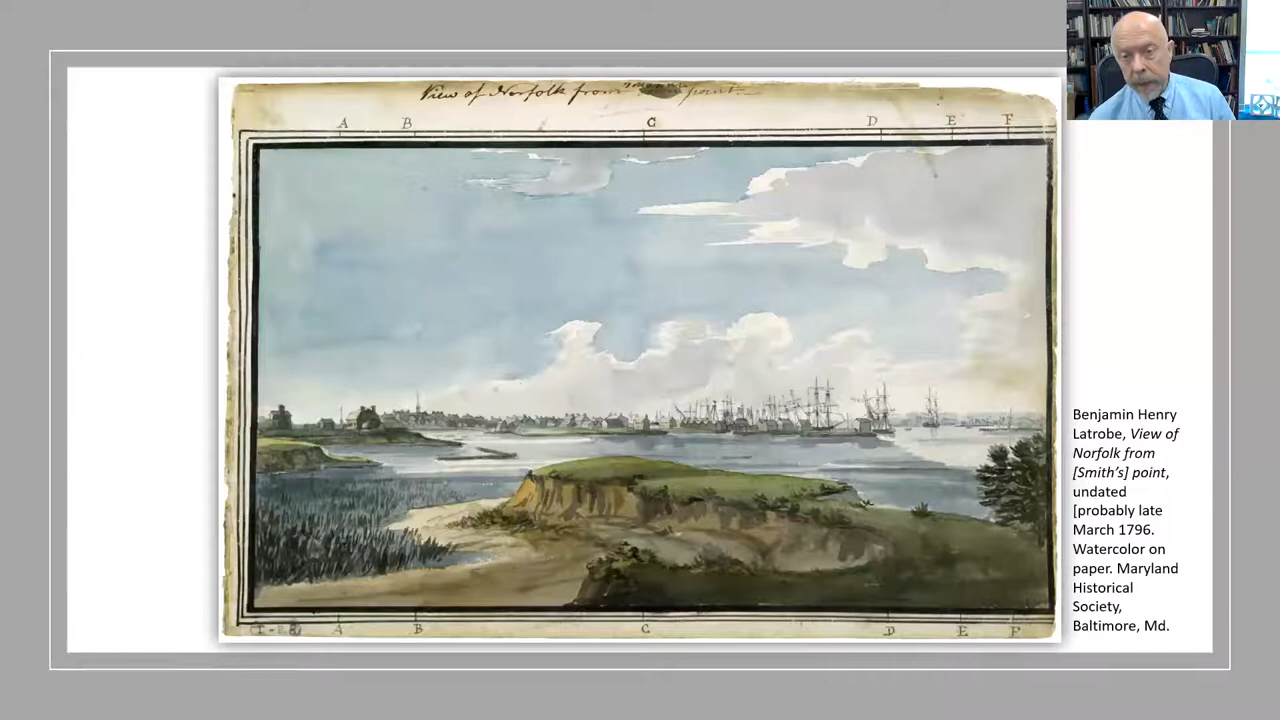 View of Norfolk from point.
A B C D E F
A B C D E F
Benjamin Henry
Latrobe, View of
Norfolk from
[Smith's] point,
undated
[probably late
March 1796.
Watercolor on
paper. Maryland
Historical
Society,
Baltimore, Md.